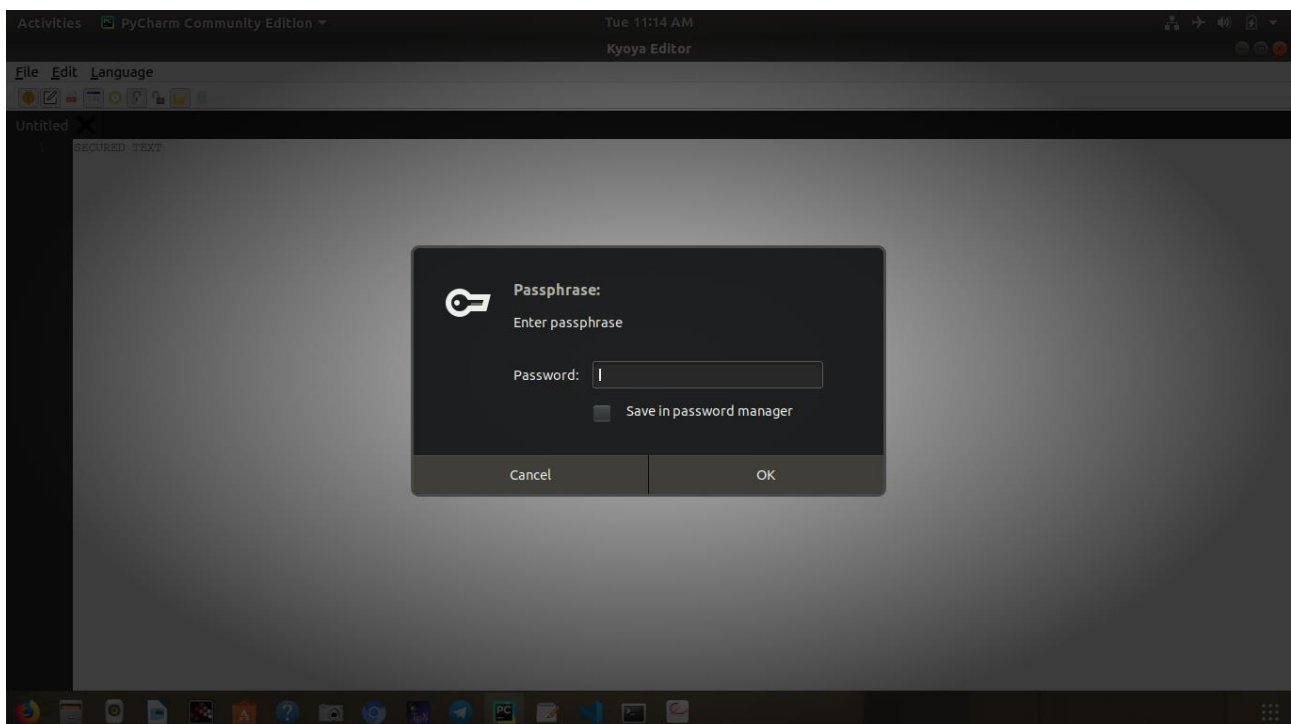 Activities PyCharm Community Edition Tue 11:14 AM
Kyoya Editor
File Edit Language
Untitled
1 SECURED TEXT
Passphrase:
Enter passphrase
Password:
Save in password manager
Cancel OK